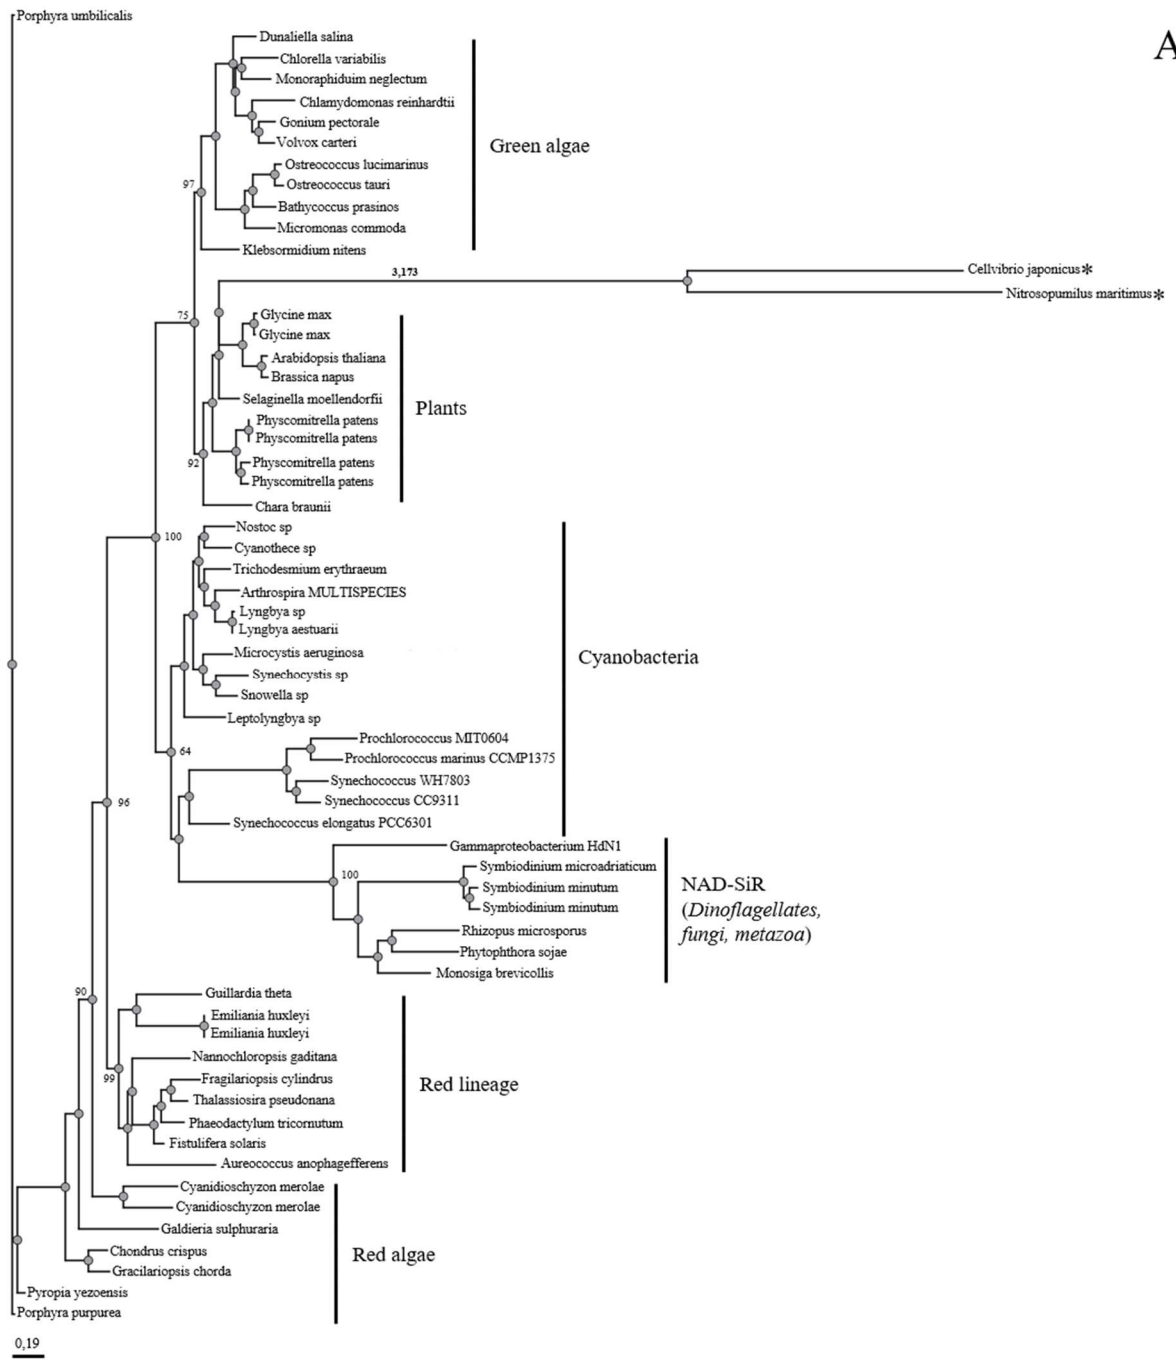 Porphyra umbilicalis
A
Dunaliella salina
Chlorella variabilis
Monoraphiduim neglectum
Chlamydomonas reinhardtii
Gonium pectorale
Volvox carteri
Green algae
Ostreococcus lucimarinus
97
Ostreococcus tauri
Bathycoccus prasinos
Micromonas commoda
Klebsormidium nitens
3,173
Cellvibrio japonicus*
Nitrosopumilus maritimus*
75
Glycine max
Glycine max
Arabidopsis thaliana
Brassica napus
Selaginella moellendorfii
Plants
Physcomitrella patens
Physcomitrella patens
92
Physcomitrella patens
Physcomitrella patens
Chara braunii
Nostoc sp
100
Cyanothece sp
Trichodesmium erythraeum
Arthrospira MULTISPECIES
Lyngbya sp
Lyngbya aestuarii
Microcystis aeruginosa
Cyanobacteria
Synechocystis sp
Snowella sp
Leptolyngbya sp
Prochlorococcus MIT0604
64
Prochlorococcus marinus CCMP1375
Synechococcus WH7803
96
Synechococcus CC9311
Synechococcus elongatus PCC6301
Gammaproteobacterium HdN1
Symbiodinium microadriaticum
100
Symbiodinium minutum
Symbiodinium minutum
NAD-SiR
(Dinoflagellates,
fungi, metazoa)
Rhizopus microsporus
Phytophthora sojae
Monosiga brevicollis
90
Guillardia theta
Emiliania huxleyi
Emiliania huxleyi
Nannochloropsis gaditana
99
Fragilariopsis cylindrus
Red lineage
Thalassiosira pseudonana
Phaeodactylum tricornutum
Fistulifera solaris
Aureococcus anophagefferens
Cyanidioschyzon merolae
Cyanidioschyzon merolae
Galdieria sulphuraria
Red algae
Chondrus crispus
Gracilariopsis chorda
Pyropia yezoensis
Porphyra purpurea
0,19